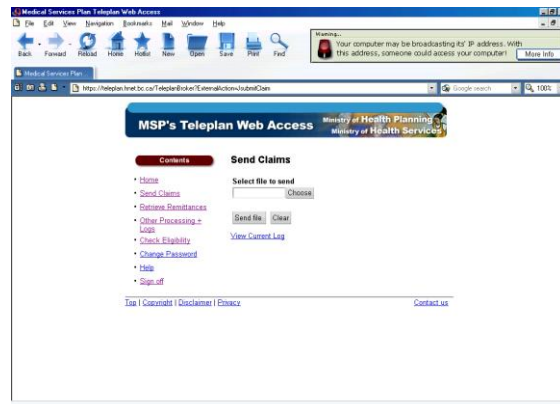 Medical Services Plan Teleplan Web Access
File Edit View Navigation Bookmarks Mail Window Help
Warning...
Your computer may be broadcasting its' IP address. With
this address, someone could access your computer!
More Info
Back Forward Reload Home Hotlist New Open Save Print Find
Medical Services Plan ...
https://teleplan.hnet.bc.ca/TeleplanBroker?ExternalAction=JsubmitClaim
Google search
100%
MSP's Teleplan Web Access
Ministry of Health Planning
Ministry of Health Services
Contents
Home
Send Claims
Retrieve Remittances
Other Processing +
Logs
Check Eligibility
Change Password
Help
Sign off
Send Claims
Select file to send
Choose
Send file Clear
View Current Log
Top | Copyright | Disclaimer | Privacy
Contact us